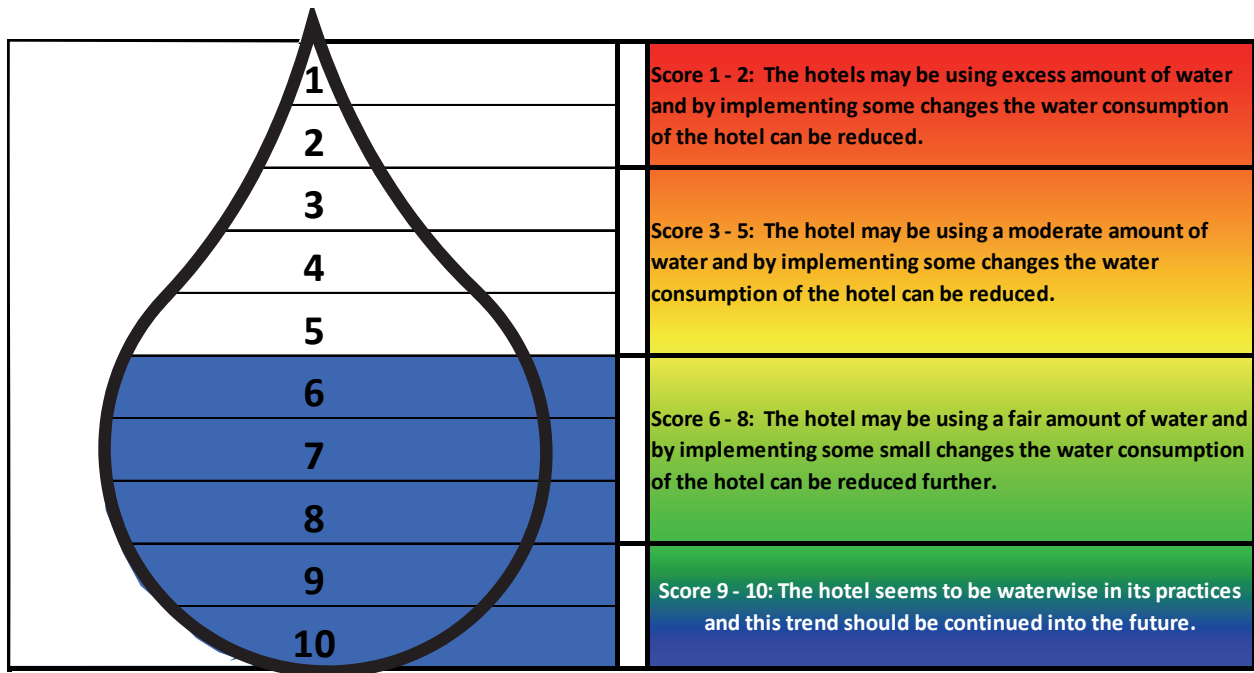 1
2
3
4
5
6
7
8
9
10
Score 1 - 2:  The hotels may be using excess amount of water
and by implementing some changes the water consumption
of the hotel can be reduced.
Score 3 - 5:  The hotel may be using a moderate amount of
water and by implementing some changes the water
consumption of the hotel can be reduced.
Score 6 - 8:  The hotel may be using a fair amount of water and
by implementing some small changes the water consumption
of the hotel can be reduced further.
Score 9 - 10: The hotel seems to be waterwise in its practices
and this trend should be continued into the future.